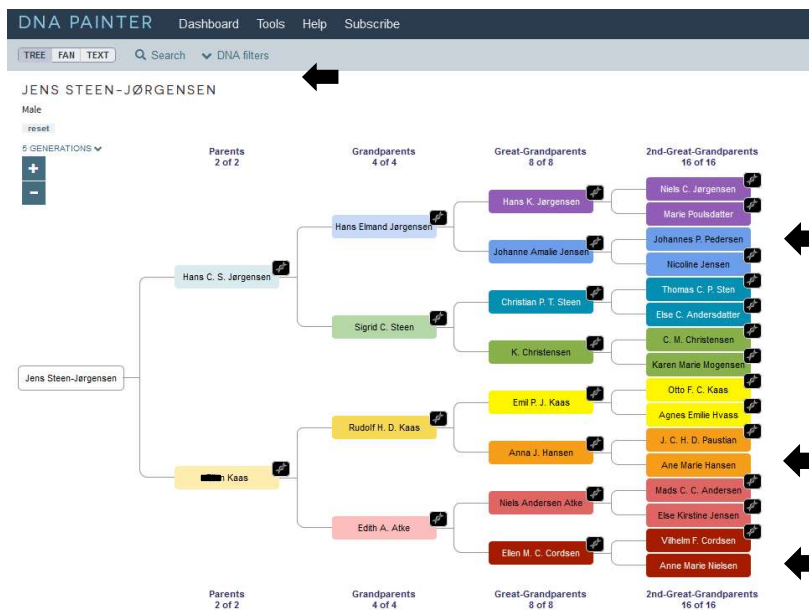 DNA PAINTER Dashboard Tools Help Subscribe
TREE FAN TEXT Search DNA filters
JENS STEEN-JØRGENSEN
Male
reset
5 GENERATIONS
+
−
Parents
2 of 2
Grandparents
4 of 4
Great-Grandparents
8 of 8
2nd-Great-Grandparents
16 of 16
Jens Steen-Jørgensen
Hans C. S. Jørgensen
Kaas
Hans Elmand Jørgensen
Sigrid C. Steen
Rudolf H. D. Kaas
Edith A. Atke
Hans K. Jørgensen
Johanne Amalie Jensen
Christian P. T. Steen
K. Christensen
Emil P. J. Kaas
Anna J. Hansen
Niels Andersen Atke
Ellen M. C. Cordsen
Niels C. Jørgensen
Marie Poulsdatter
Johannes P. Pedersen
Nicoline Jensen
Thomas C. P. Sten
Else C. Andersdatter
C. M. Christensen
Karen Marie Mogensen
Otto F. C. Kaas
Agnes Emilie Hvass
J. C. H. D. Paustian
Ane Marie Hansen
Mads C. C. Andersen
Else Kirstine Jensen
Vilhelm F. Cordsen
Anne Marie Nielsen
Parents
2 of 2
Grandparents
4 of 4
Great-Grandparents
8 of 8
2nd-Great-Grandparents
16 of 16